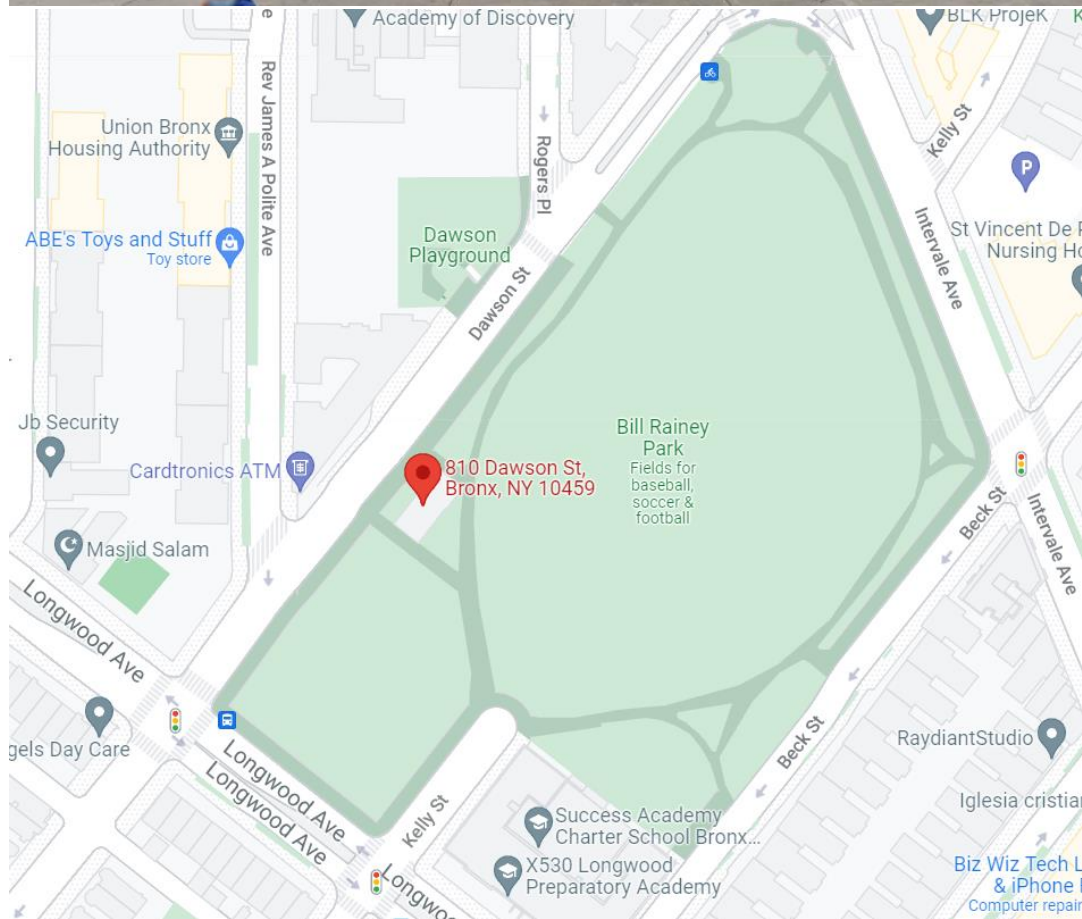 e
Academy of Discovery
BLK ProjeK
K
Rev James A Polite Ave
Union Bronx
Housing Authority
Rogers Pl
Kelly St
P
ABE's Toys and Stuff
Toy store
Dawson
Playground
Intervale Ave
St Vincent De P
Nursing Ho
Dawson St
Jb Security
Bill Rainey
Park
Fields for
baseball,
soccer &
football
Cardtronics ATM
810 Dawson St,
Bronx, NY 10459
Beck St
Intervale Ave
Masjid Salam
Longwood Ave
gels Day Care
Longwood Ave
Longwood Ave
Beck St
RaydiantStudio
Kelly St
Iglesia cristian
Success Academy
Charter School Bronx...
X530 Longwood
Preparatory Academy
Longwoo
Biz Wiz Tech L
& iPhone
Computer repair